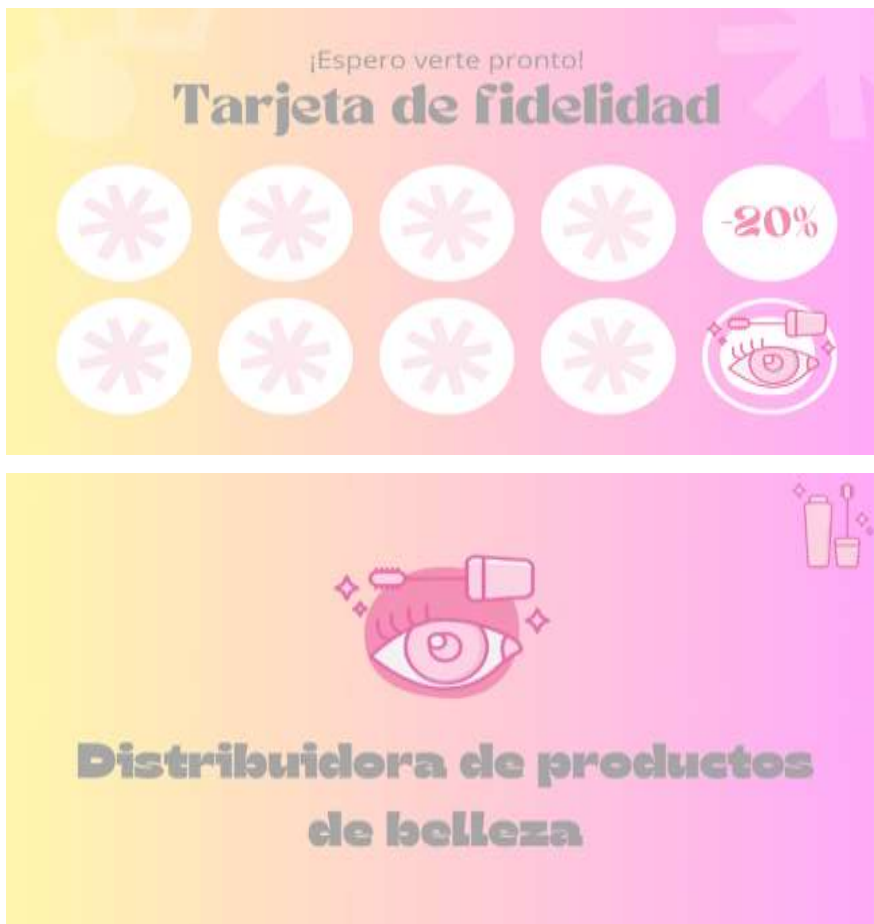 ¡Espero verte pronto!
Tarjeta de fidelidad
-20%
Distribuidora de productos
de belleza